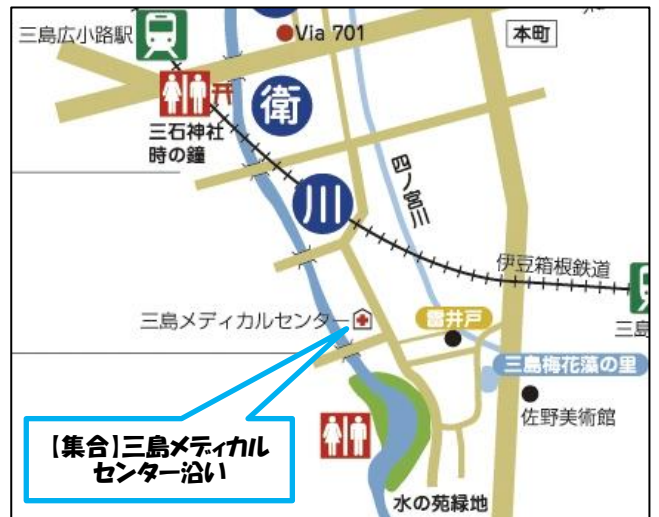 三島広小路駅
Via 701
本町
衛
三石神社
時の鐘
川
四ノ宮川
伊豆箱根鉄道
三島
三島メディカルセンター
雷井戸
三島梅花藻の里
佐野美術館
【集合】三島メディカル
センター沿い
水の苑緑地